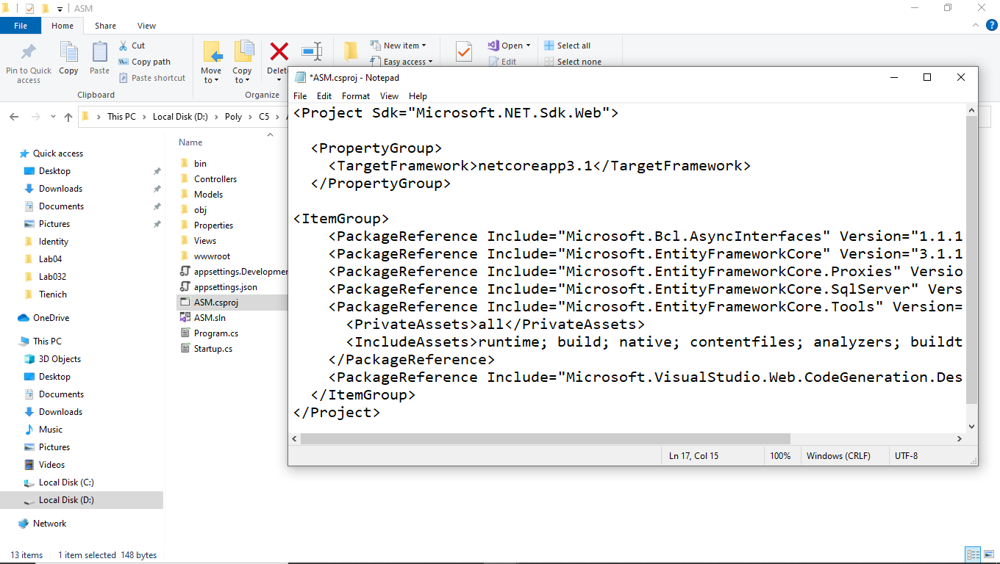 ASM
File
Home
Share
View
Pin to Quick access
Copy
Paste
Cut
Copy path
Paste shortcut
Clipboard
Move to
Copy to
Delet
Organize
New item
Easy access
Open
Edit
Select all
Select none
This PC
Local Disk (D:)
Poly
C5
Quick access
Desktop
Downloads
Documents
Pictures
Identity
Lab04
Lab032
Tienich
OneDrive
This PC
3D Objects
Desktop
Documents
Downloads
Music
Pictures
Videos
Local Disk (C:)
Local Disk (D:)
Network
Name
bin
Controllers
Models
obj
Properties
Views
wwwroot
appsettings.Developmen
appsettings.json
ASM.csproj
ASM.sln
Program.cs
Startup.cs
*ASM.csproj - Notepad
File Edit Format View Help
<Project Sdk="Microsoft.NET.Sdk.Web">
<PropertyGroup>
<TargetFramework>netcoreapp3.1</TargetFramework>
</PropertyGroup>
<ItemGroup>
<PackageReference Include="Microsoft.Bcl.AsyncInterfaces" Version="1.1.1
<PackageReference Include="Microsoft.EntityFrameworkCore" Version="3.1.1
<PackageReference Include="Microsoft.EntityFrameworkCore.Proxies" Versio
<PackageReference Include="Microsoft.EntityFrameworkCore.SqlServer" Vers
<PackageReference Include="Microsoft.EntityFrameworkCore.Tools" Version=
<PrivateAssets>all</PrivateAssets>
<IncludeAssets>runtime; build; native; contentfiles; analyzers; buildt
</PackageReference>
<PackageReference Include="Microsoft.VisualStudio.Web.CodeGeneration.Des
</ItemGroup>
</Project>
Ln 17, Col 15
100%
Windows (CRLF)
UTF-8
13 items
1 item selected 148 bytes